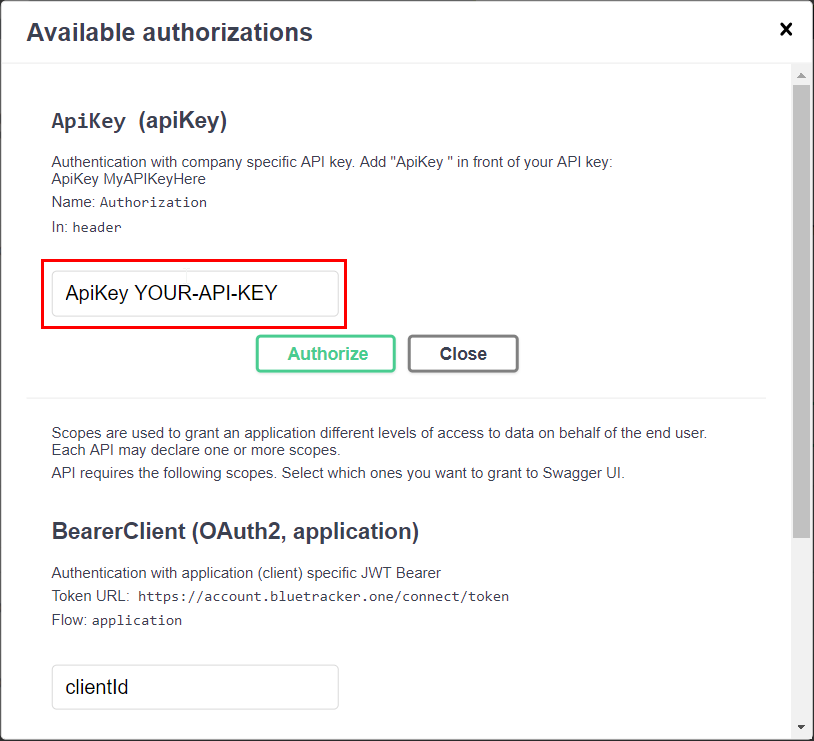 Available authorizations
ApiKey (apiKey)
Authentication with company specific API key. Add "ApiKey " in front of your API key:
ApiKey MyAPIKeyHere
Name: Authorization
In: header
ApiKey YOUR-API-KEY
Authorize
Close
Scopes are used to grant an application different levels of access to data on behalf of the end user.
Each API may declare one or more scopes.
API requires the following scopes. Select which ones you want to grant to Swagger UI.
BearerClient (OAuth2, application)
Authentication with application (client) specific JWT Bearer
Token URL: https://account.bluetracker.one/connect/token
Flow: application
clientId